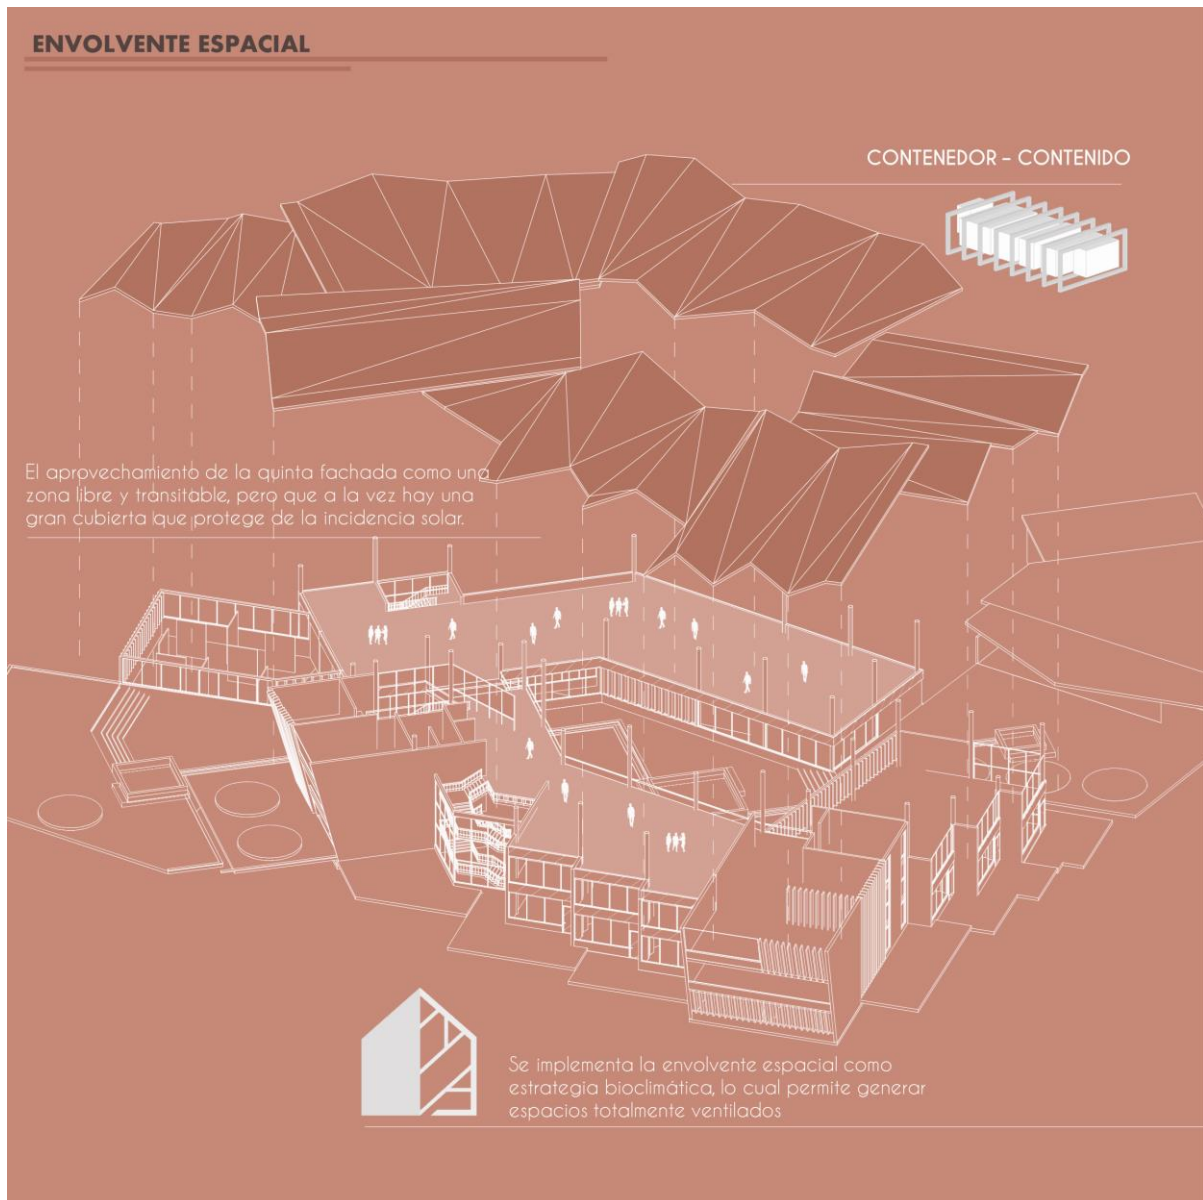 ENVOLVENTE ESPACIAL
CONTENEDOR – CONTENIDO
El aprovechamiento de la quinta fachada como una
zona libre y transitable, pero que a la vez hay una
gran cubierta que protege de la incidencia solar.
Se implementa la envolvente espacial como
estrategia bioclimática, lo cual permite generar
espacios totalmente ventilados